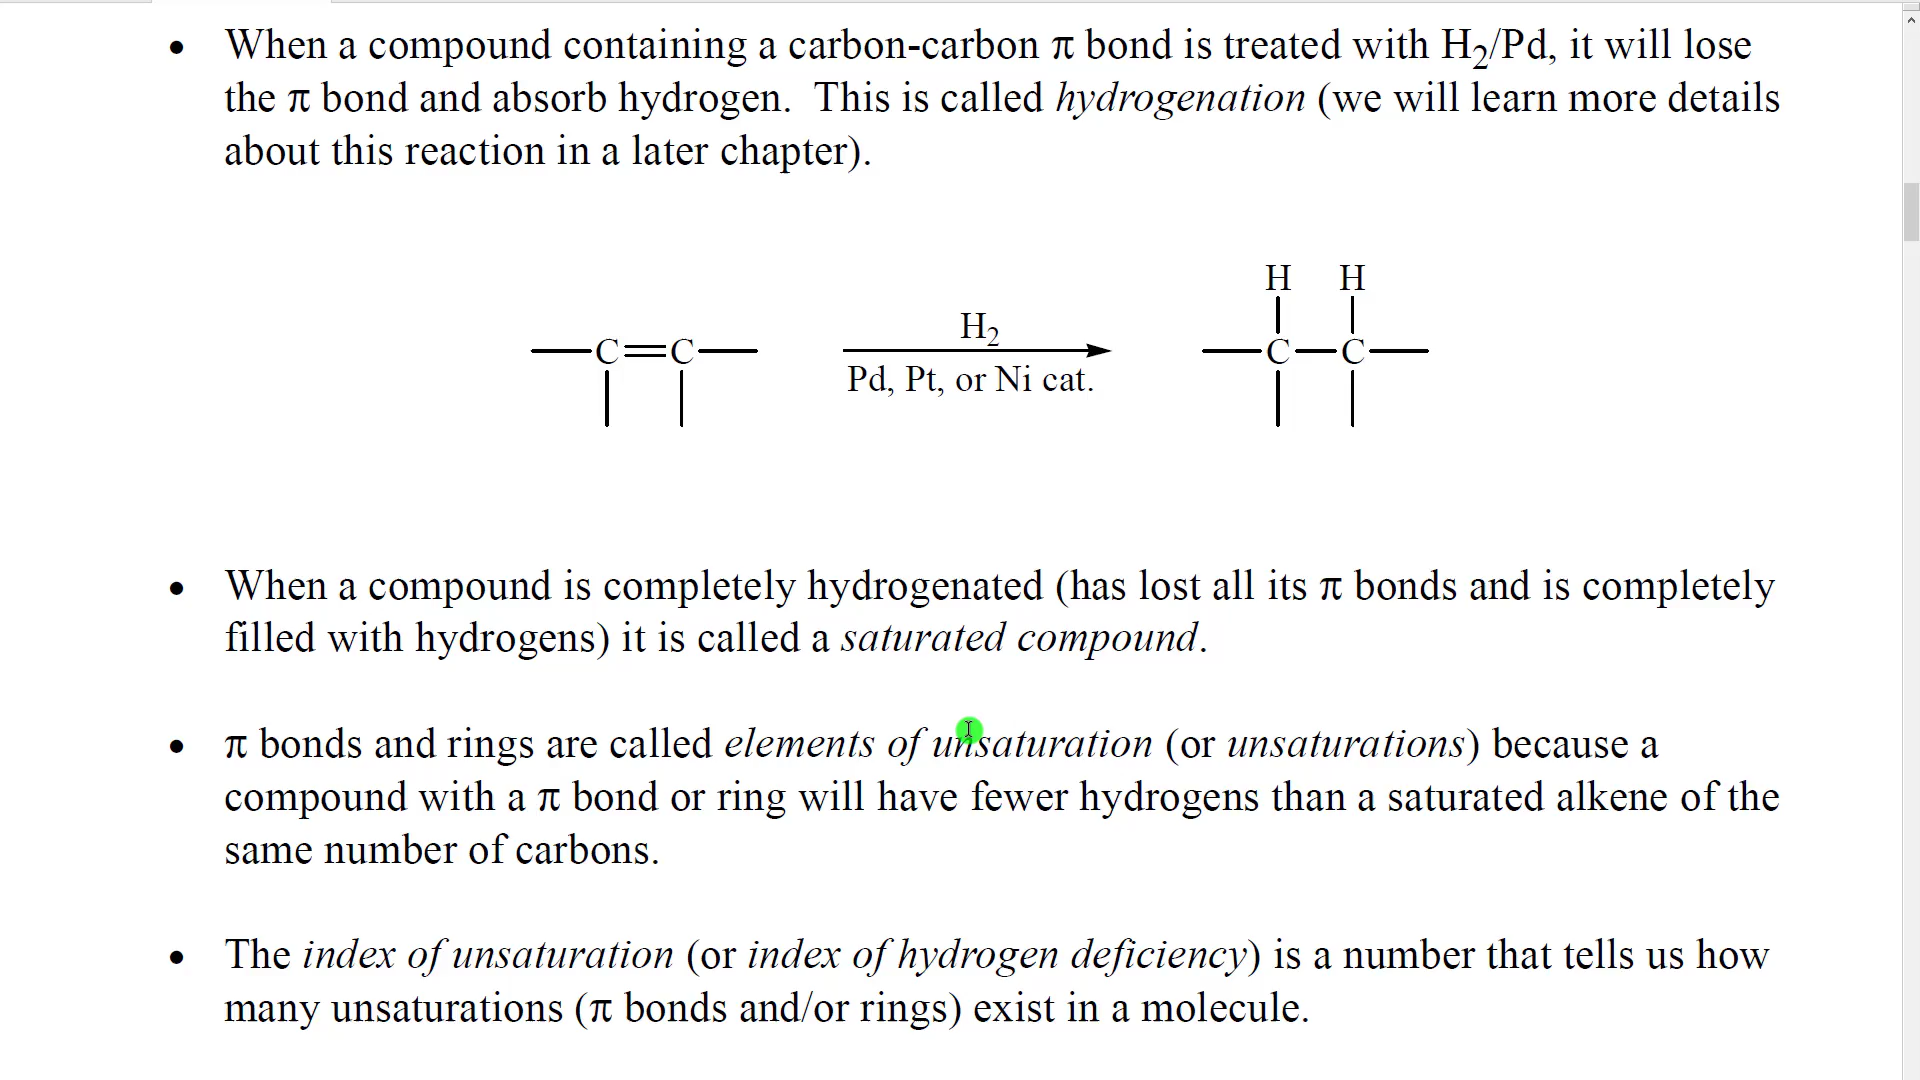 • When a compound containing a carbon-carbon π bond is treated with H₂/Pd, it will lose
the π bond and absorb hydrogen.  This is called hydrogenation (we will learn more details
about this reaction in a later chapter).
H H
H₂
C=C
C C
Pd, Pt, or Ni cat.
• When a compound is completely hydrogenated (has lost all its π bonds and is completely
filled with hydrogens) it is called a saturated compound.
• π bonds and rings are called elements of unsaturation (or unsaturations) because a
compound with a π bond or ring will have fewer hydrogens than a saturated alkene of the
same number of carbons.
• The index of unsaturation (or index of hydrogen deficiency) is a number that tells us how
many unsaturations (π bonds and/or rings) exist in a molecule.